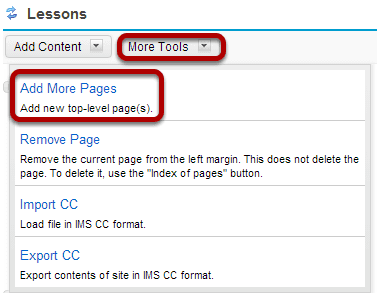 Lessons
Add Content More Tools
Add More Pages
Add new top-level page(s).
Remove Page
Remove the current page from the left margin. This does not delete the
page. To delete it, use the "Index of pages" button.
Import CC
Load file in IMS CC format.
Export CC
Export contents of site in IMS CC format.